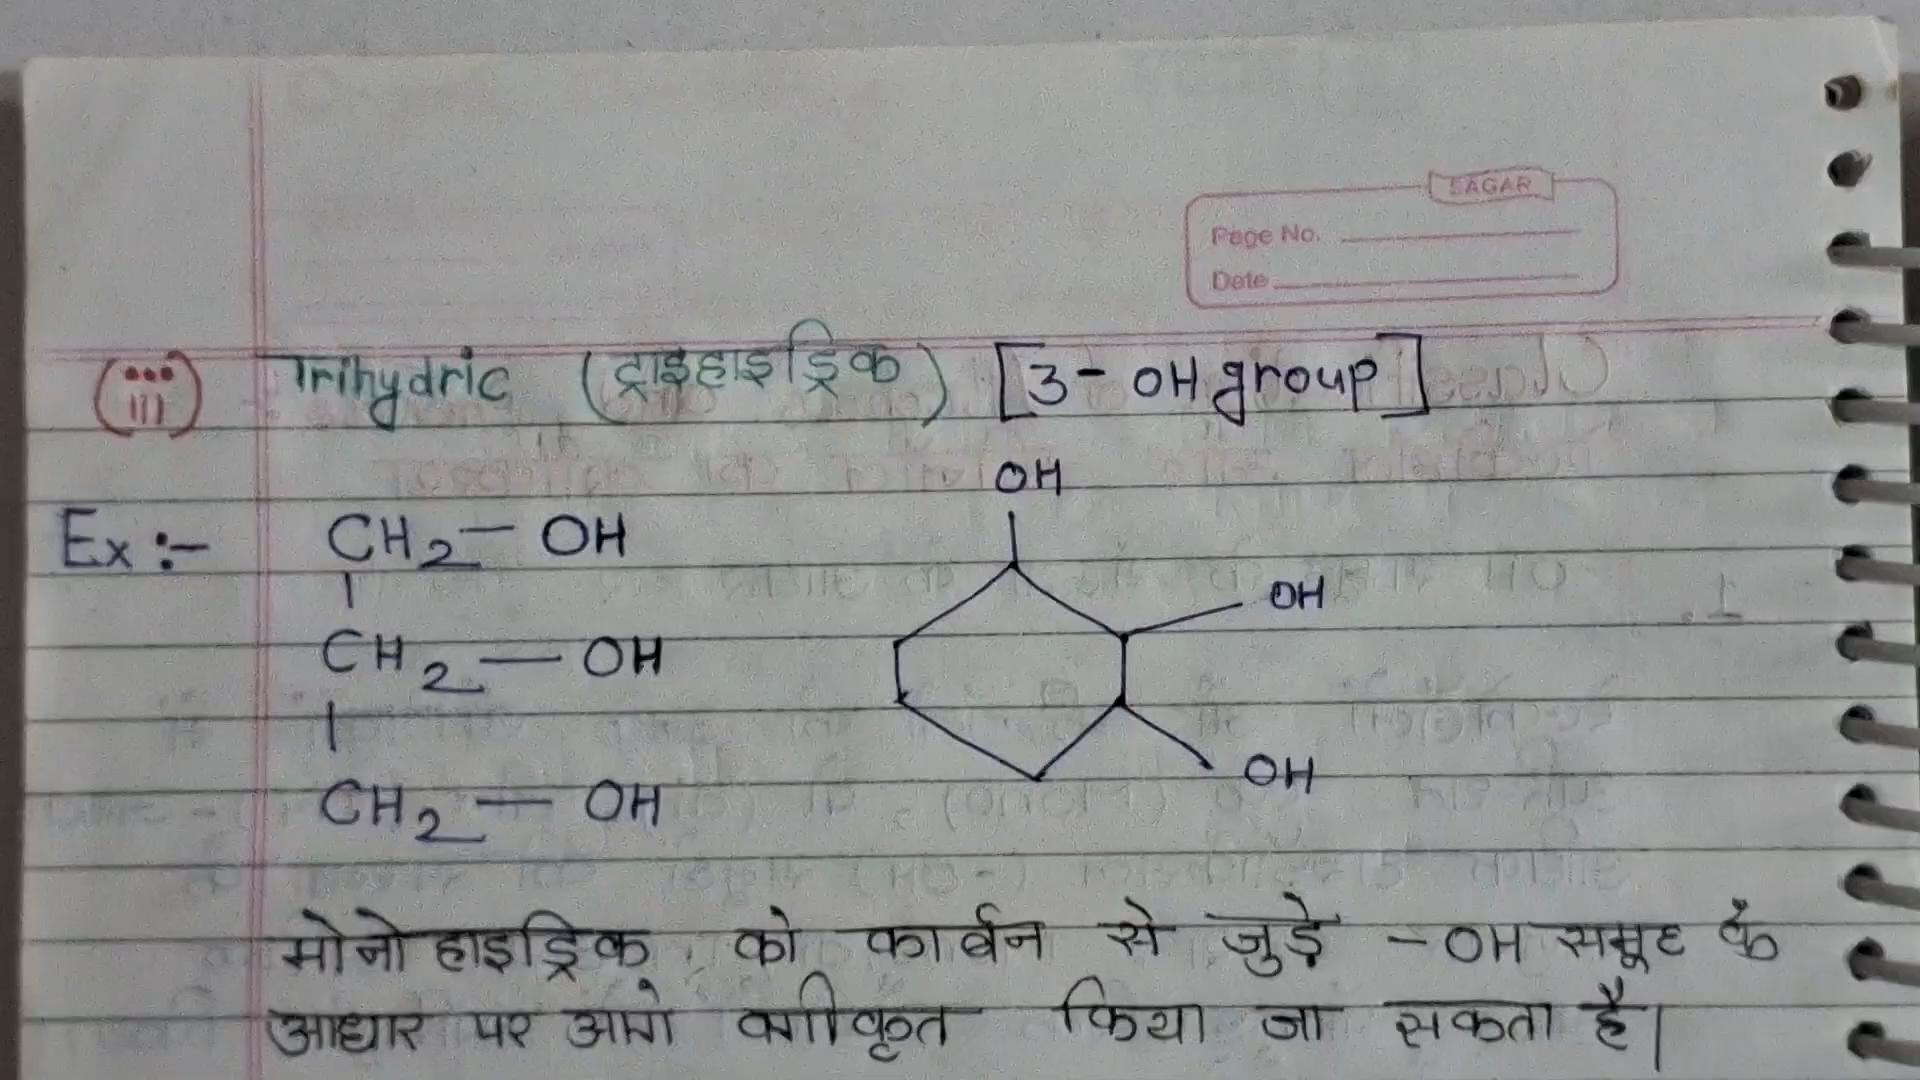 SAGAR
Page No.
Date
(iii) Trihydric (ट्राइहाइड्रिक) [3- OH group]
OH
Ex :- CH2 — OH
OH
CH2 — OH
OH
CH2 — OH
मोनोहाइड्रिक को कार्बन से जुड़े -OH समूह के
आधार पर आगे वर्गीकृत किया जा सकता है।